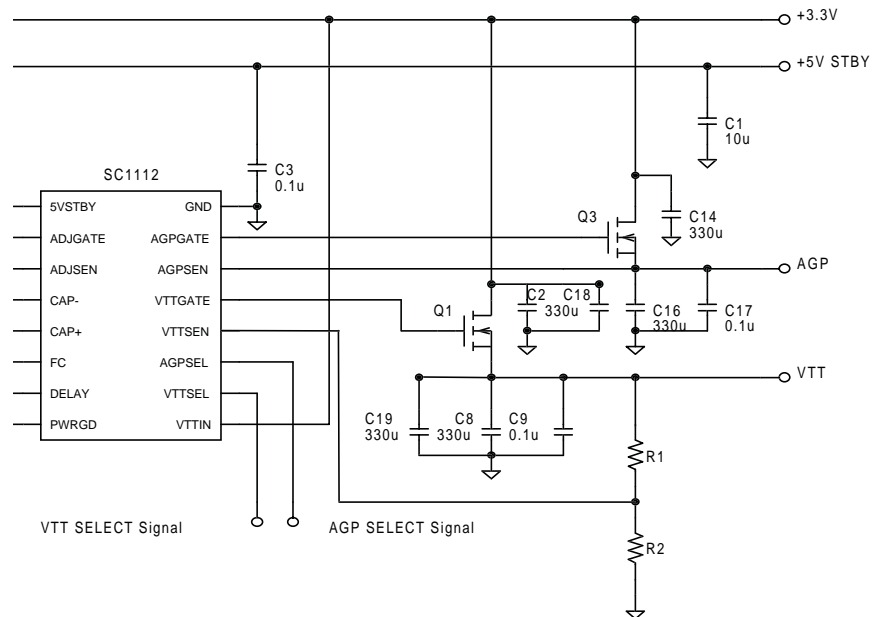 +3.3V
+5V STBY
C1
10u
C3
0.1u
SC1112
5VSTBY
GND
ADJGATE
AGPGATE
ADJSEN
AGPSEN
CAP-
VTTGATE
CAP+
VTTSEN
FC
AGPSEL
DELAY
VTTSEL
PWRGD
VTTIN
Q3
C14
330u
AGP
Q1
C2
330u
C18
C16
330u
C17
0.1u
VTT
C19
330u
C8
330u
C9
0.1u
R1
R2
VTT SELECT Signal
AGP SELECT Signal